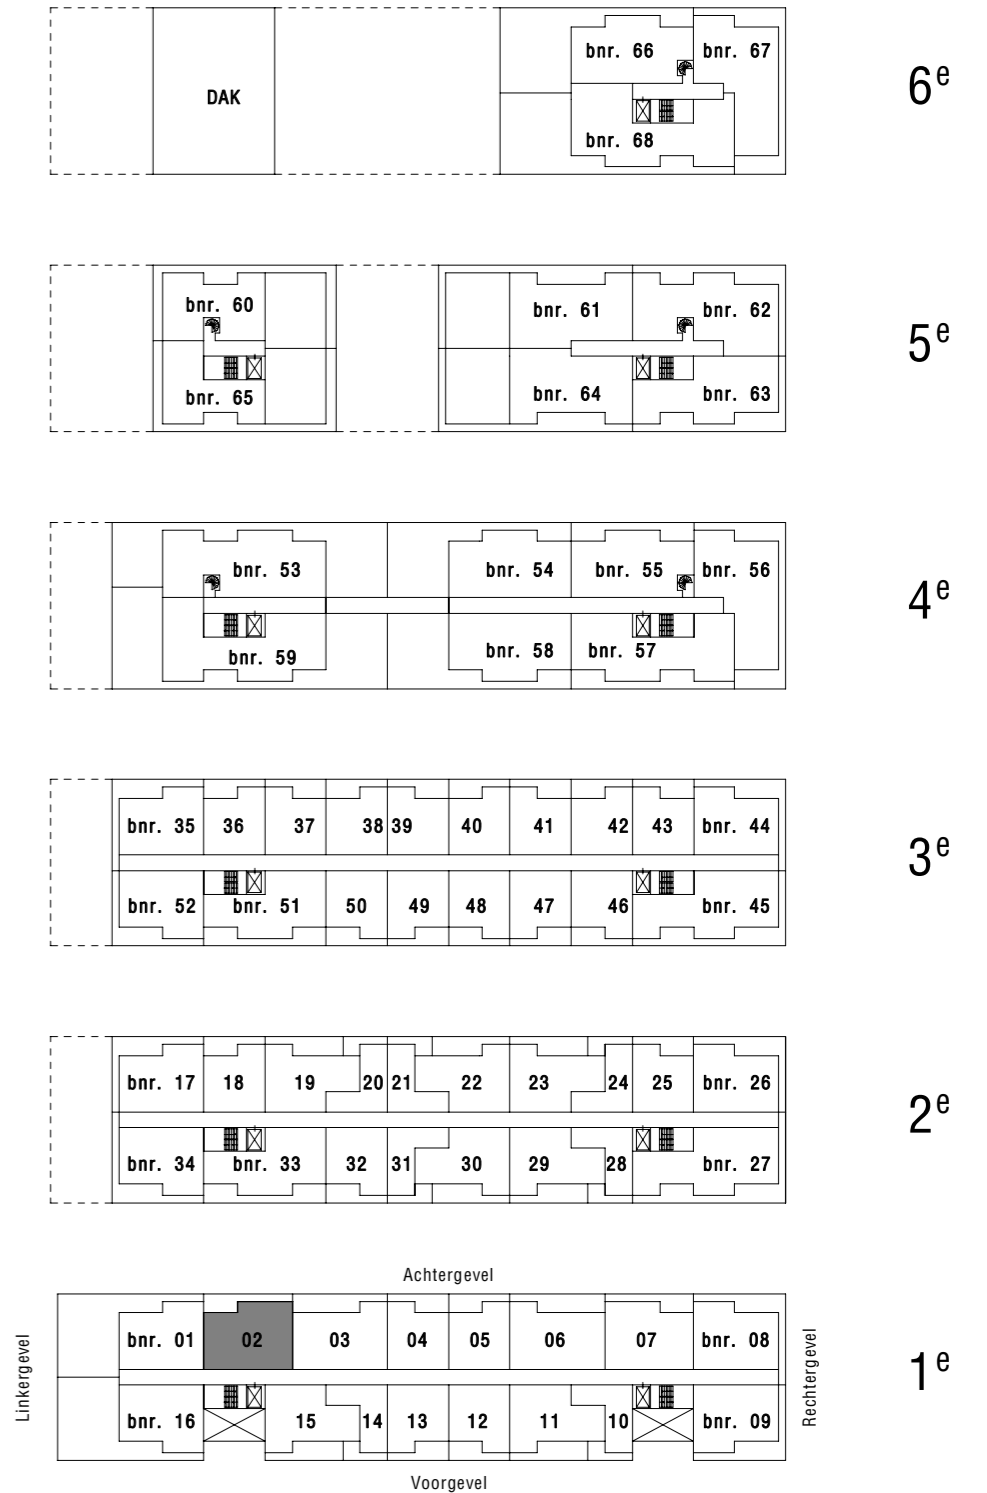 bnr. 66 bnr. 67
6e
DAK
bnr. 68
bnr. 60 bnr. 61 bnr. 62
5e
bnr. 65 bnr. 64 bnr. 63
bnr. 53 bnr. 54 bnr. 55 bnr. 56
4e
bnr. 59 bnr. 58 bnr. 57
bnr. 35 36 37 38 39 40 41 42 43 bnr. 44
3e
bnr. 52 bnr. 51 50 49 48 47 46 bnr. 45
bnr. 17 18 19 20 21 22 23 24 25 bnr. 26
2e
bnr. 34 bnr. 33 32 31 30 29 28 bnr. 27
Achtergevel
bnr. 01 02 03 04 05 06 07 bnr. 08
Linkergevel
Rechtergevel
1e
bnr. 16 15 14 13 12 11 10 bnr. 09
Voorgevel